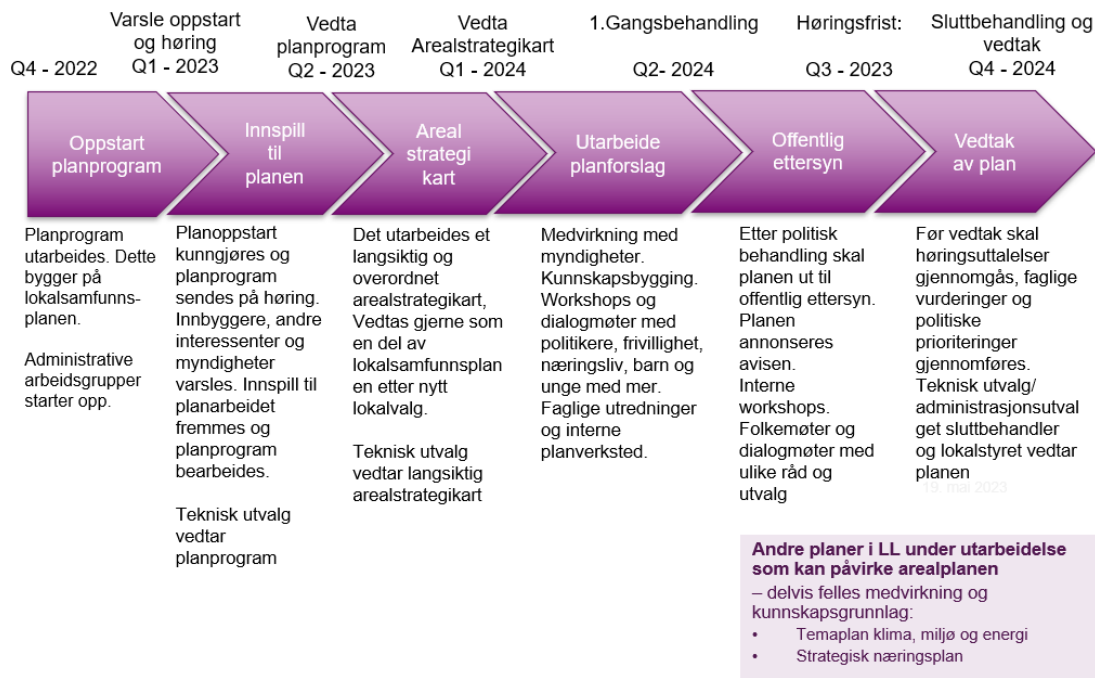 Q4 - 2022
Varsle oppstart
og høring
Q1 - 2023
Vedta
planprogram
Q2 - 2023
Vedta
Arealstrategikart
Q1 - 2024
1.Gangsbehandling
Q2- 2024
Høringsfrist:
Q3 - 2023
Sluttbehandling og
vedtak
Q4 - 2024
Oppstart
planprogram
Innspill
til
planen
Areal
strategi
kart
Utarbeide
planforslag
Offentlig
ettersyn
Vedtak
av plan
Planprogram
utarbeides. Dette
bygger på
lokalsamfunns-
planen.
Administrative
arbeidsgrupper
starter opp.
Planoppstart
kunngjøres og
planprogram
sendes på høring.
Innbyggere, andre
interessenter og
myndigheter
varsles. Innspill til
planarbeidet
fremmes og
planprogram
bearbeides.
Teknisk utvalg
vedtar
planprogram
Det utarbeides et
langsiktig og
overordnet
arealstrategikart,
Vedtas gjerne som
en del av
lokalsamfunnsplan
en etter nytt
lokalvalg.
Teknisk utvalg
vedtar langsiktig
arealstrategikart
Medvirkning med
myndigheter.
Kunnskapsbygging.
Workshops og
dialogmøter med
politikere, frivillighet,
næringsliv, barn og
unge med mer.
Faglige utredninger
og interne
planverksted.
Etter politisk
behandling skal
planen ut til
offentlig ettersyn.
Planen
annonseres
avisen.
Interne
workshops.
Folkemøter og
dialogmøter med
ulike råd og
utvalg
Før vedtak skal
høringsuttalelser
gjennomgås, faglige
vurderinger og
politiske
prioriteringer
gjennomføres.
Teknisk utvalg/
administrasjonsutval
get sluttbehandler
og lokalstyret vedtar
planen
19. mai 2023
Andre planer i LL under utarbeidelse
som kan påvirke arealplanen
– delvis felles medvirkning og
kunnskapsgrunnlag:
• Temaplan klima, miljø og energi
• Strategisk næringsplan